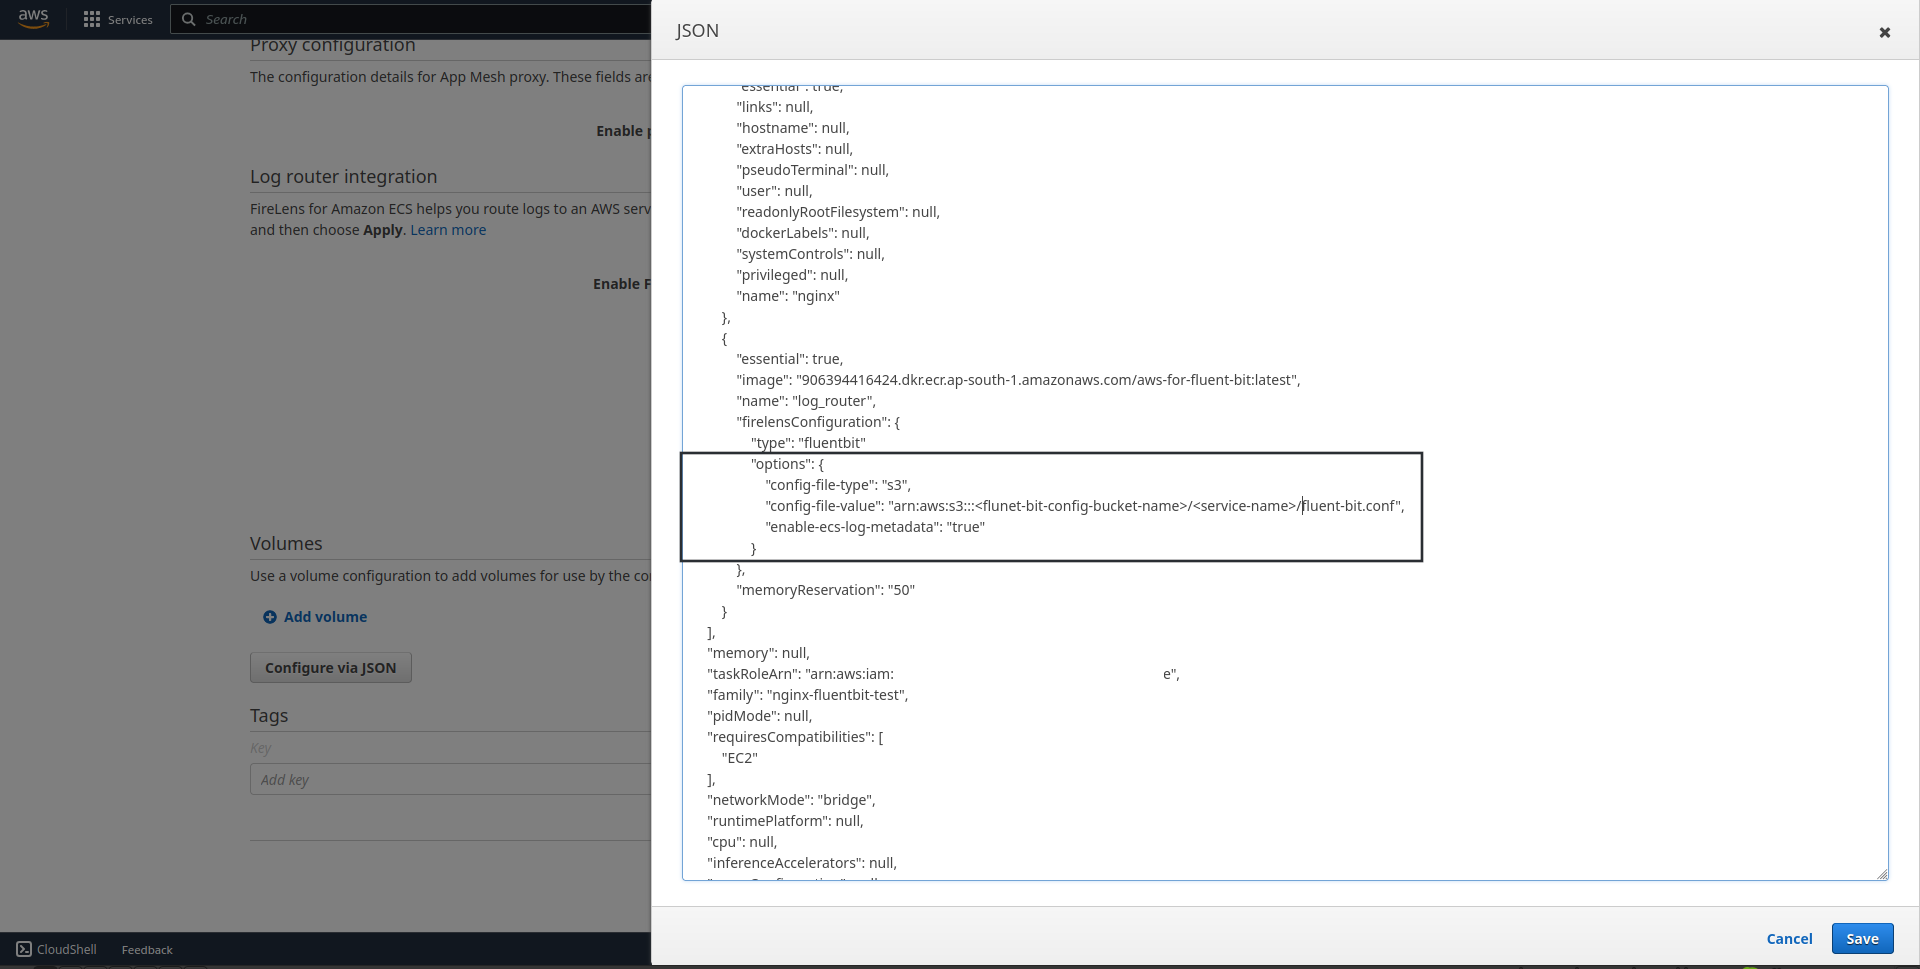 aws
Services
Search
Proxy configuration
The configuration details for App Mesh proxy. These fields are
Enable p
Log router integration
FireLens for Amazon ECS helps you route logs to an AWS serv
and then choose Apply. Learn more
Enable F
Volumes
Use a volume configuration to add volumes for use by the co
Add volume
Configure via JSON
Tags
Key
Add key
CloudShell
Feedback
JSON
"essential": true,
"links": null,
"hostname": null,
"extraHosts": null,
"pseudoTerminal": null,
"user": null,
"readonlyRootFilesystem": null,
"dockerLabels": null,
"systemControls": null,
"privileged": null,
"name": "nginx"
},
{
"essential": true,
"image": "906394416424.dkr.ecr.ap-south-1.amazonaws.com/aws-for-fluent-bit:latest",
"name": "log_router",
"firelensConfiguration": {
"type": "fluentbit"
"options": {
"config-file-type": "s3",
"config-file-value": "arn:aws:s3:::<flunet-bit-config-bucket-name>/<service-name>/fluent-bit.conf",
"enable-ecs-log-metadata": "true"
}
},
"memoryReservation": "50"
}
],
"memory": null,
"taskRoleArn": "arn:aws:iam: e",
"family": "nginx-fluentbit-test",
"pidMode": null,
"requiresCompatibilities": [
"EC2"
],
"networkMode": "bridge",
"runtimePlatform": null,
"cpu": null,
"inferenceAccelerators": null,
Cancel
Save